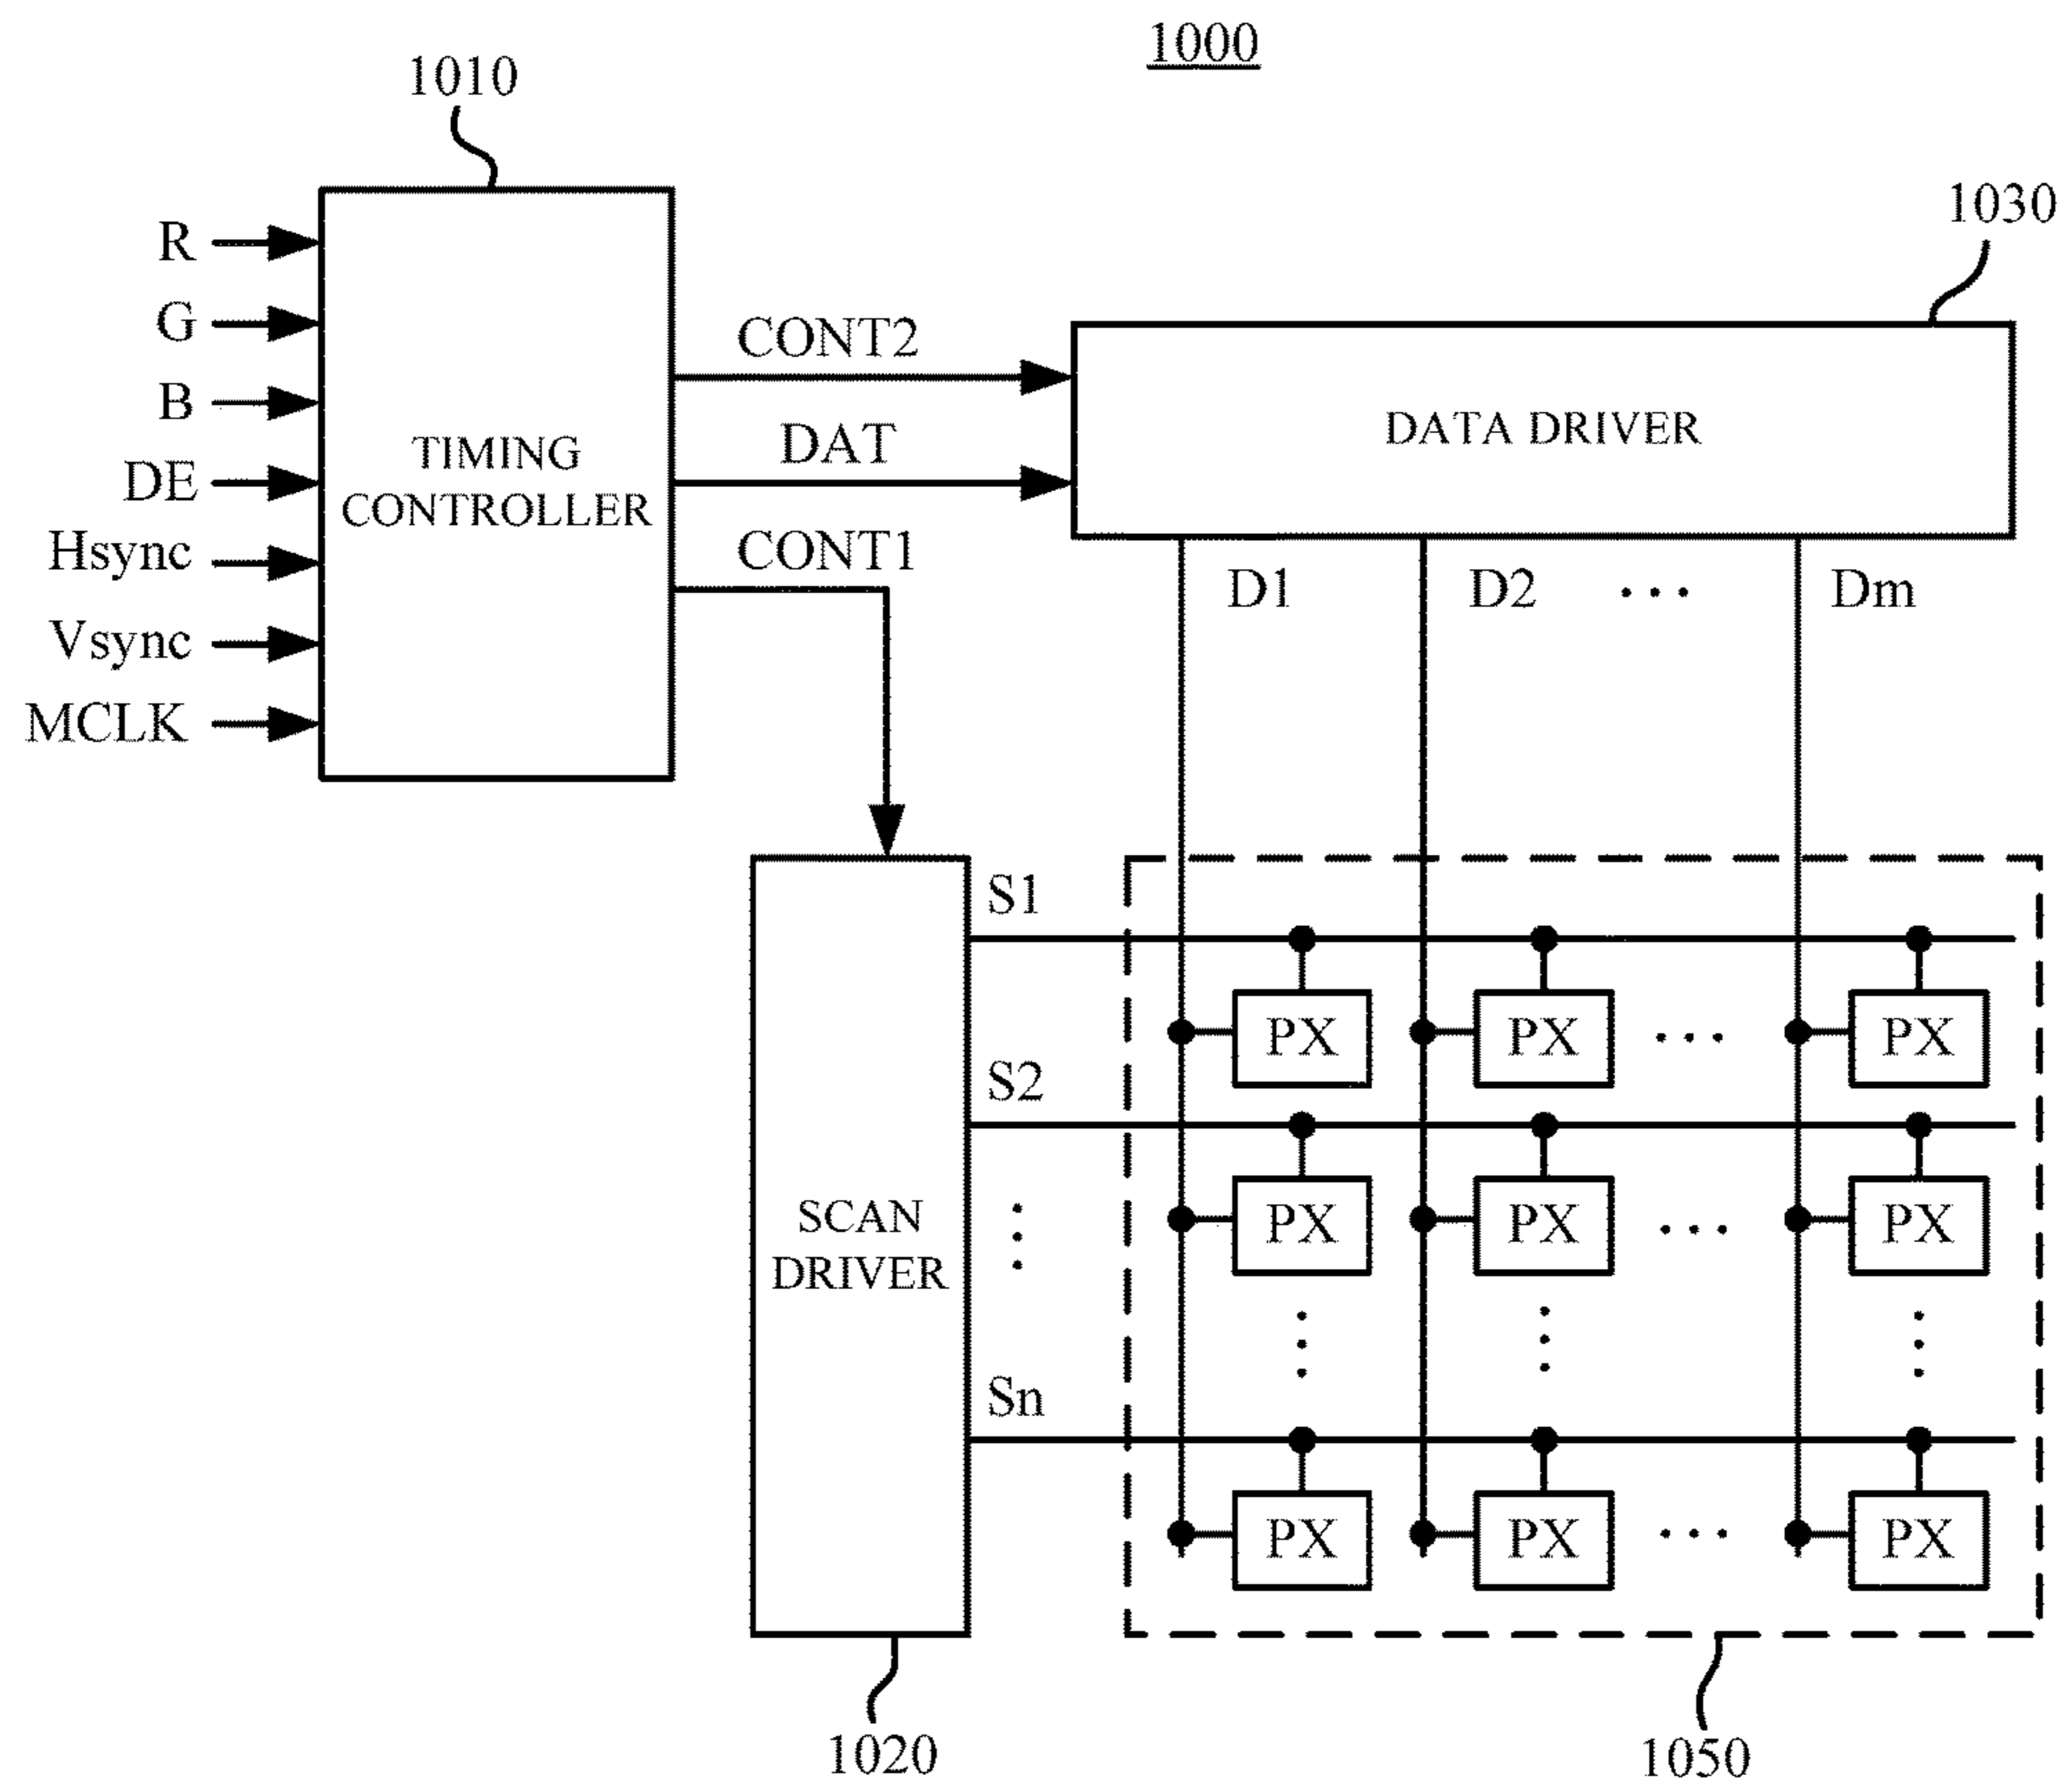 1000
1010
1030
R
G
B
DE
Hsync
Vsync
MCLK
TIMING
CONTROLLER
CONT2
DAT
CONT1
DATA DRIVER
D1 D2 ... Dm
S1
PX PX ... PX
S2
PX PX ... PX
SCAN
DRIVER
Sn
PX PX ... PX
1020
1050